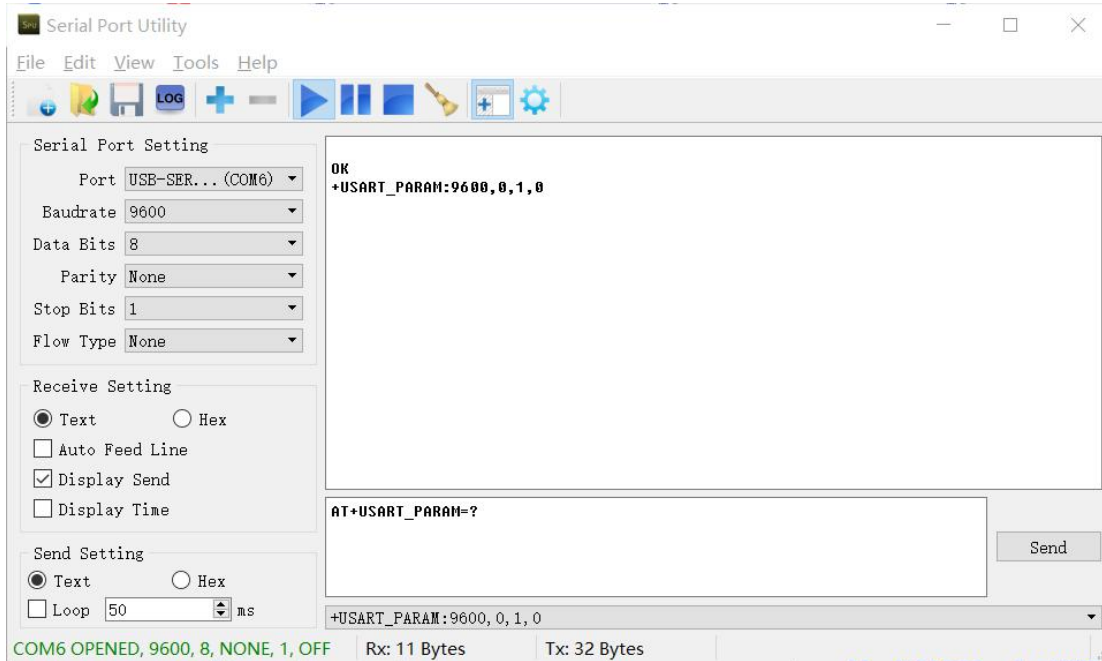 Serial Port Utility
File Edit View Tools Help
LOG
Serial Port Setting
Port USB-SER...(COM6)
Baudrate 9600
Data Bits 8
Parity None
Stop Bits 1
Flow Type None
Receive Setting
Text Hex
Auto Feed Line
Display Send
Display Time
Send Setting
Text Hex
Loop 50 ms
OK
+USART_PARAM:9600,0,1,0
AT+USART_PARAM=?
Send
+USART_PARAM:9600,0,1,0
COM6 OPENED, 9600, 8, NONE, 1, OFF Rx: 11 Bytes Tx: 32 Bytes